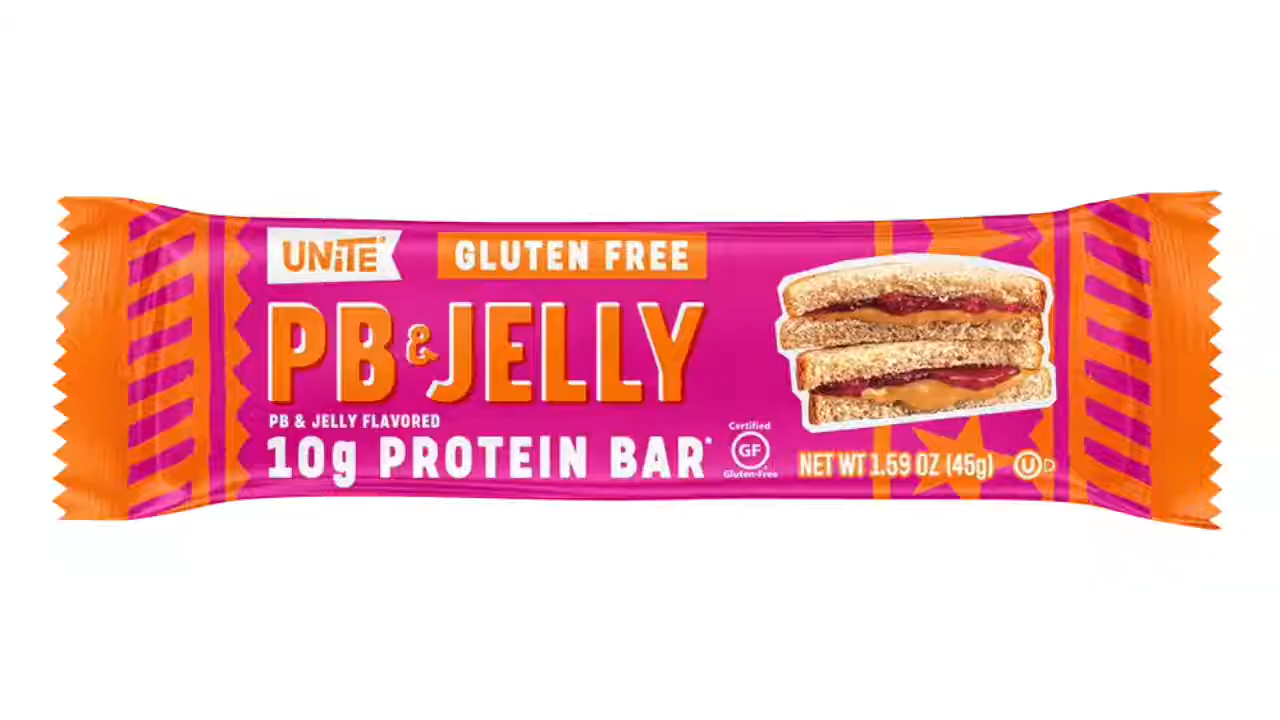 UNiTE®
GLUTEN FREE
PB & JELLY
PB & JELLY FLAVORED
10g PROTEIN BAR*
Certified
GF
Gluten-Free
NET WT 1.59 OZ (45g)
U D